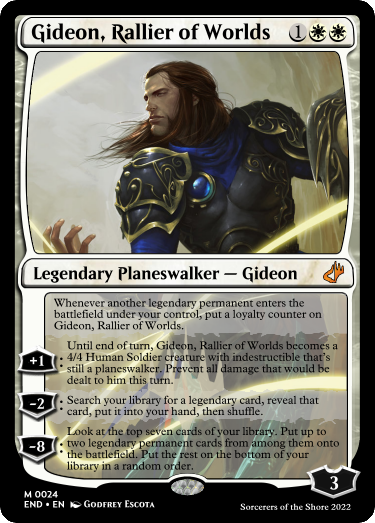 Gideon, Rallier of Worlds 1
Legendary Planeswalker — Gideon
Whenever another legendary permanent enters the
battlefield under your control, put a loyalty counter on
Gideon, Rallier of Worlds.
Until end of turn, Gideon, Rallier of Worlds becomes a
+1: 4/4 Human Soldier creature with indestructible that's
still a planeswalker. Prevent all damage that would be
dealt to him this turn.
-2: Search your library for a legendary card, reveal that
card, put it into your hand, then shuffle.
Look at the top seven cards of your library. Put up to
-8: two legendary permanent cards from among them onto
the battlefield. Put the rest on the bottom of your
library in a random order.
3
M 0024
END • EN Godfrey Escota
Sorcerers of the Shore 2022